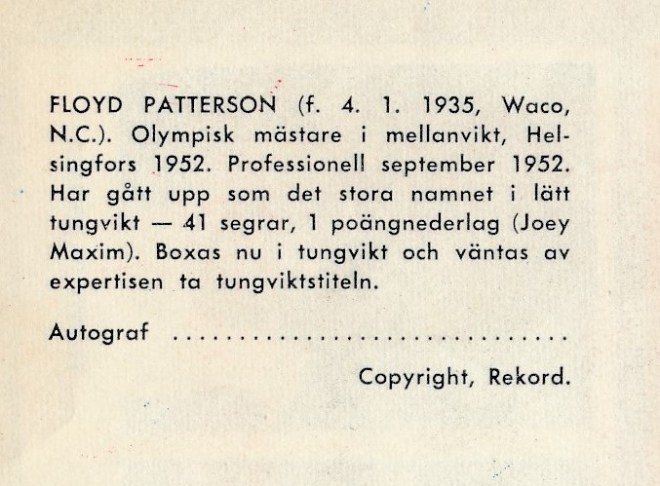 FLOYD PATTERSON (f. 4. 1. 1935, Waco,
N.C.). Olympisk mästare i mellanvikt, Hel-
singfors 1952. Professionell september 1952.
Har gått upp som det stora namnet i lätt
tungvikt — 41 segrar, 1 poängnederlag (Joey
Maxim). Boxas nu i tungvikt och väntas av
expertisen ta tungviktstiteln.
Autograf ..............................
Copyright, Rekord.